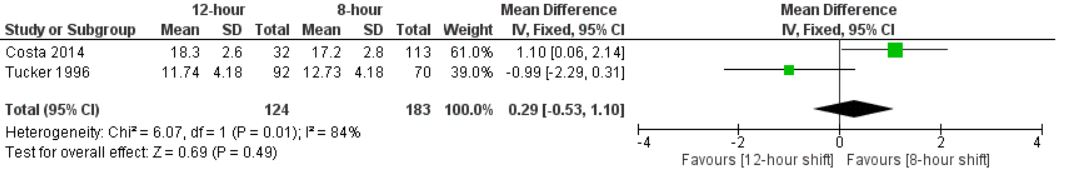 12-hour 8-hour Mean Difference Mean Difference
Study or Subgroup Mean SD Total Mean SD Total Weight IV, Fixed, 95% CI IV, Fixed, 95% CI
Costa 2014 18.3 2.6 32 17.2 2.8 113 61.0% 1.10 [0.06, 2.14]
Tucker 1996 11.74 4.18 92 12.73 4.18 70 39.0% -0.99 [-2.29, 0.31]
Total (95% CI) 124 183 100.0% 0.29 [-0.53, 1.10]
Heterogeneity: Chi² = 6.07, df = 1 (P = 0.01); I² = 84%
Test for overall effect: Z = 0.69 (P = 0.49)
-4 -2 0 2 4
Favours [12-hour shift] Favours [8-hour shift]